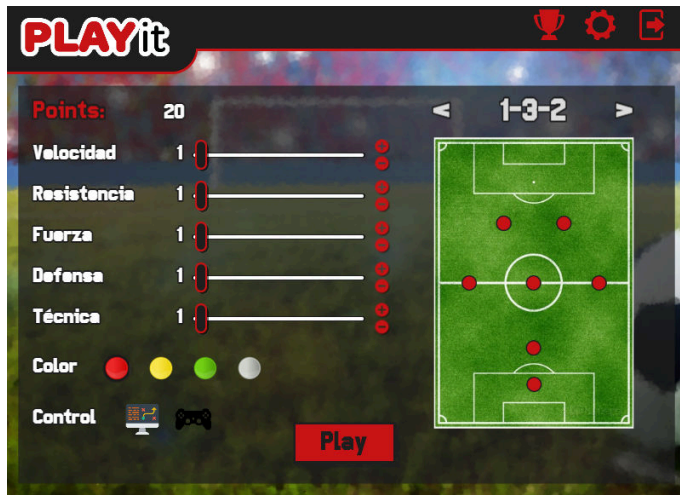 PLAYit
Points: 20
< 1-3-2 >
Velocidad 1
Resistencia 1
Fuerza 1
Defensa 1
Técnica 1
Color
Control
Play